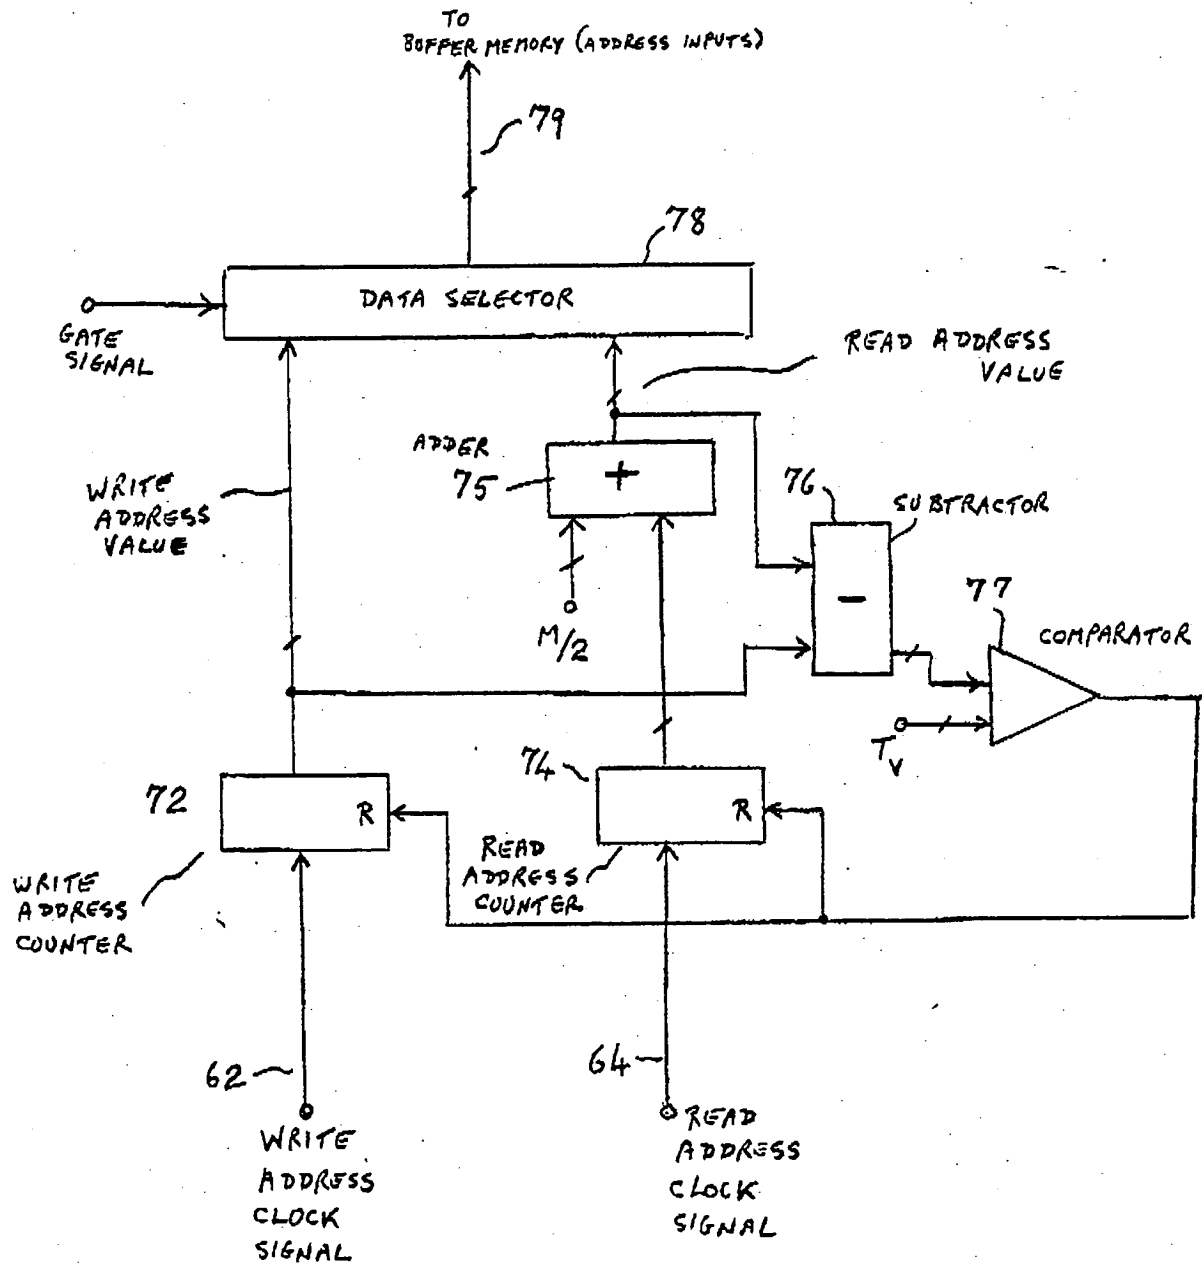 TO
BUFFER MEMORY (ADDRESS INPUTS)
79
78
DATA SELECTOR
GATE
SIGNAL
READ ADDRESS
VALUE
ADDER
75
+
WRITE
ADDRESS
VALUE
76
SUBTRACTOR
-
M/2
77
COMPARATOR
Tv
72
R
74
R
WRITE
ADDRESS
COUNTER
READ
ADDRESS
COUNTER
62
64
WRITE
ADDRESS
CLOCK
SIGNAL
READ
ADDRESS
CLOCK
SIGNAL